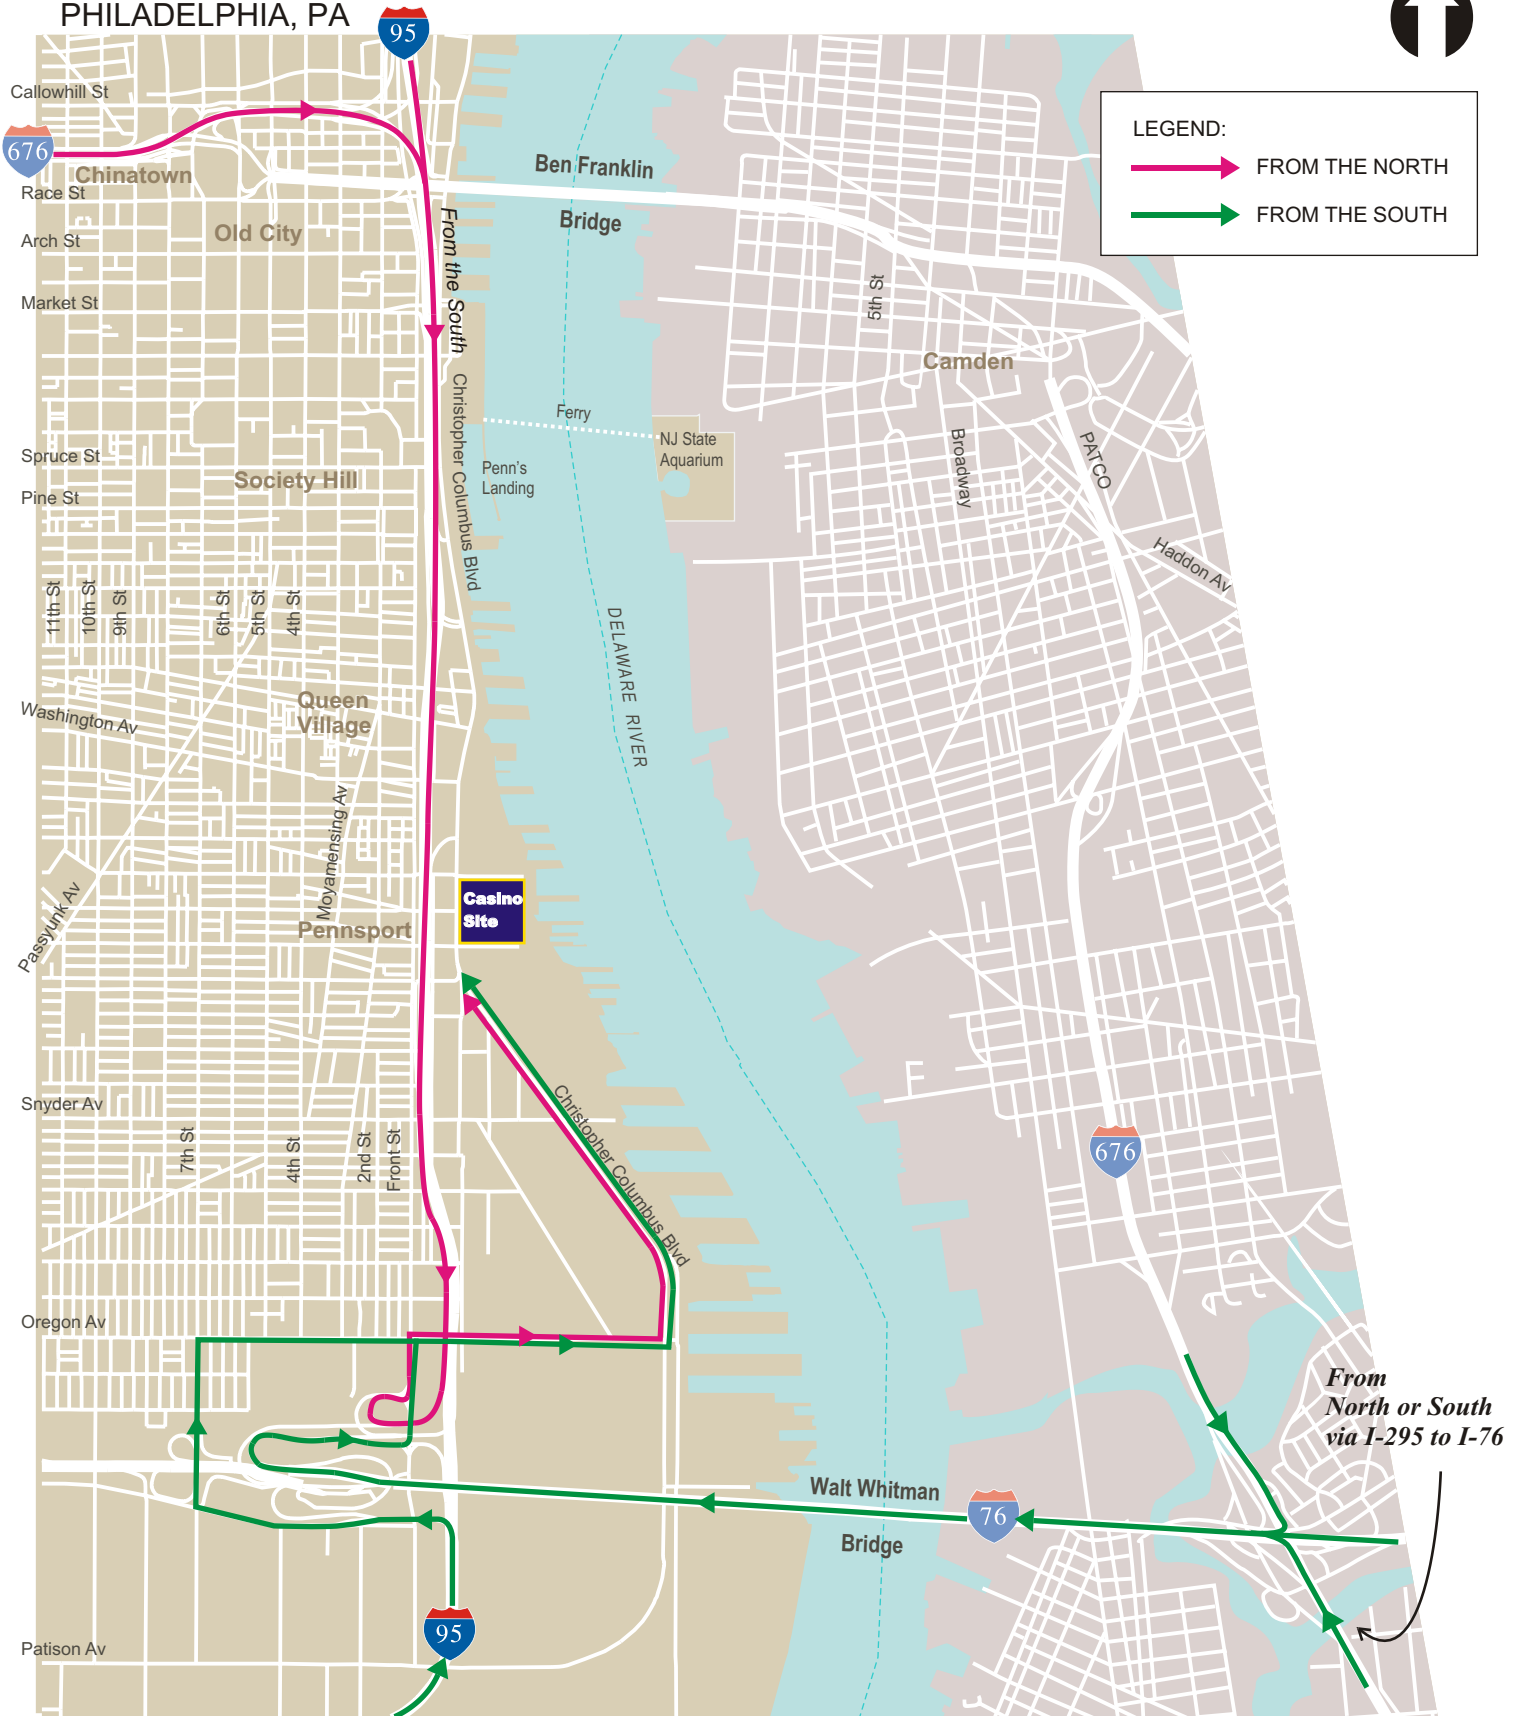 PHILADELPHIA, PA
95
Callowhill St
676
Chinatown
Race St
Arch St
Old City
Market St
From the South
Ben Franklin
Bridge
LEGEND:
FROM THE NORTH
FROM THE SOUTH
5th St
Camden
Christopher Columbus Blvd
Ferry
NJ State
Aquarium
Penn's
Landing
Broadway
PATCO
Haddon Av
Spruce St
Society Hill
Pine St
11th St
10th St
9th St
6th St
5th St
4th St
DELAWARE RIVER
Queen
Village
Washington Av
Moyamensing Av
Passyunk Av
Pennsport
Casino
Site
Christopher Columbus Blvd
Snyder Av
7th St
4th St
2nd St
Front St
676
Oregon Av
From
North or South
via I-295 to I-76
Walt Whitman
Bridge
76
95
Patison Av